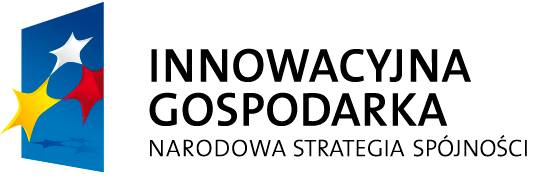 INNOWACYJNA
GOSPODARKA
NARODOWA STRATEGIA SPÓJNOŚCI